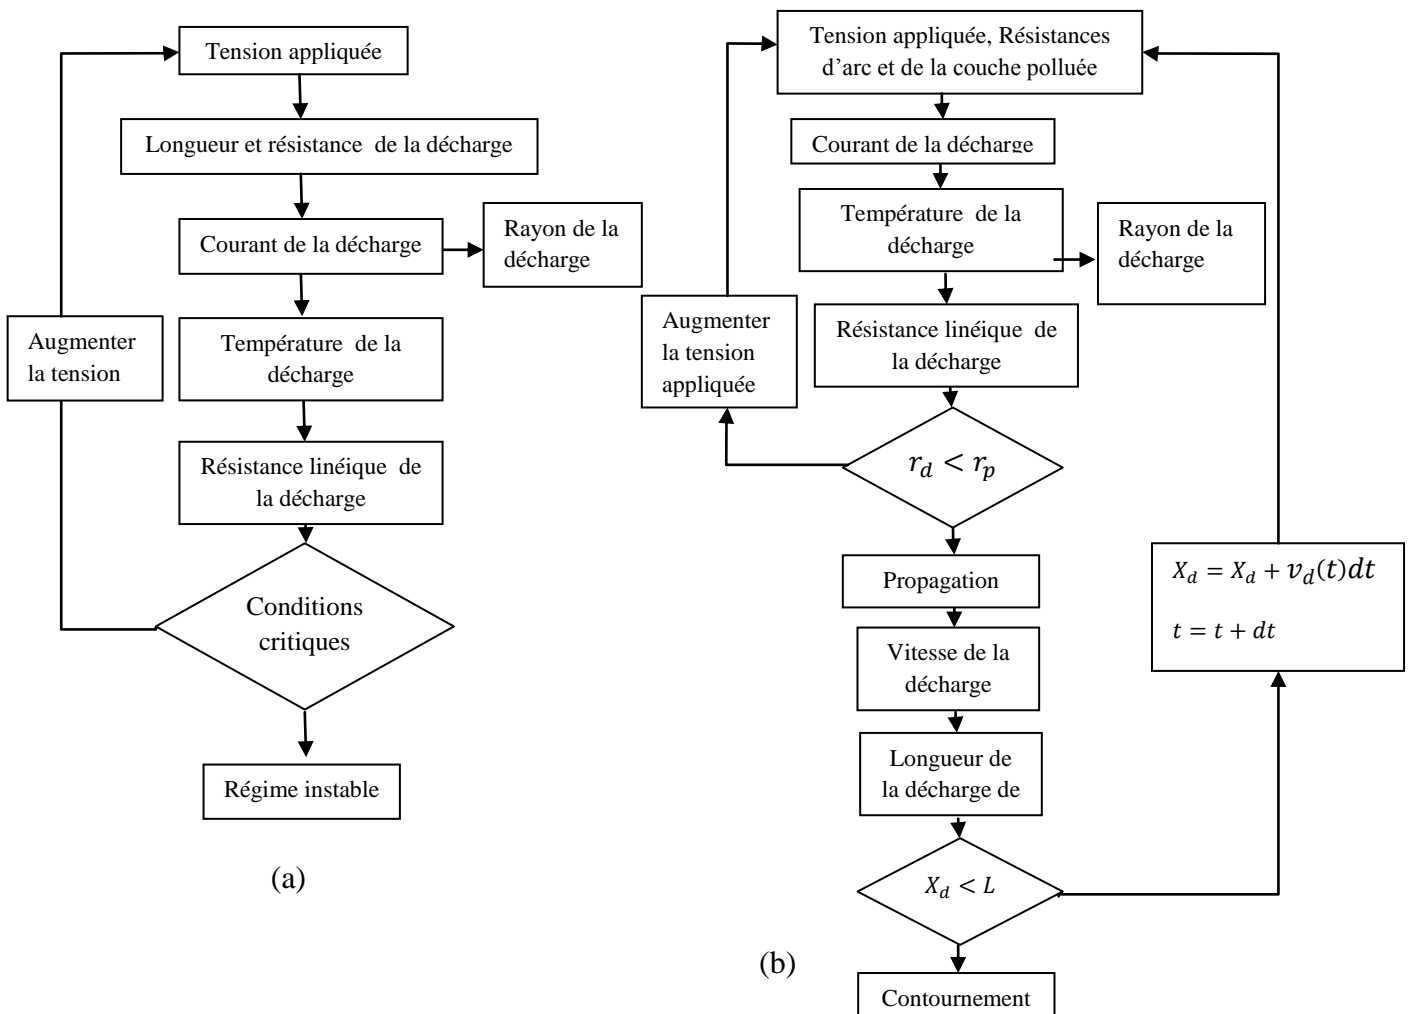 Tension appliquée
Longueur et résistance de la décharge
Courant de la décharge
Rayon de la
décharge
Augmenter
la tension
Température de la
décharge
Résistance linéique de
la décharge
Conditions
critiques
Régime instable
(a)
Tension appliquée, Résistances
d’arc et de la couche polluée
Courant de la décharge
Température de la
décharge
Rayon de la
décharge
Augmenter
la tension
appliquée
Résistance linéique de
la décharge
r_d < r_p
Propagation
Vitesse de la
décharge
Longueur de
la décharge de
X_d < L
X_d = X_d + v_d(t)dt
t = t + dt
Contournement
(b)